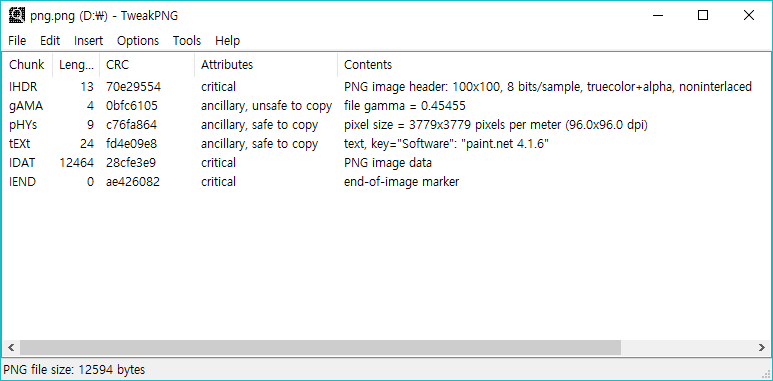 png.png (D:₩) - TweakPNG
File Edit Insert Options Tools Help
Chunk Leng... CRC Attributes Contents
IHDR 13 70e29554 critical PNG image header: 100x100, 8 bits/sample, truecolor+alpha, noninterlaced
gAMA 4 0bfc6105 ancillary, unsafe to copy file gamma = 0.45455
pHYs 9 c76fa864 ancillary, safe to copy pixel size = 3779x3779 pixels per meter (96.0x96.0 dpi)
tEXt 24 fd4e09e8 ancillary, safe to copy text, key="Software": "paint.net 4.1.6"
IDAT 12464 28cfe3e9 critical PNG image data
IEND 0 ae426082 critical end-of-image marker
PNG file size: 12594 bytes